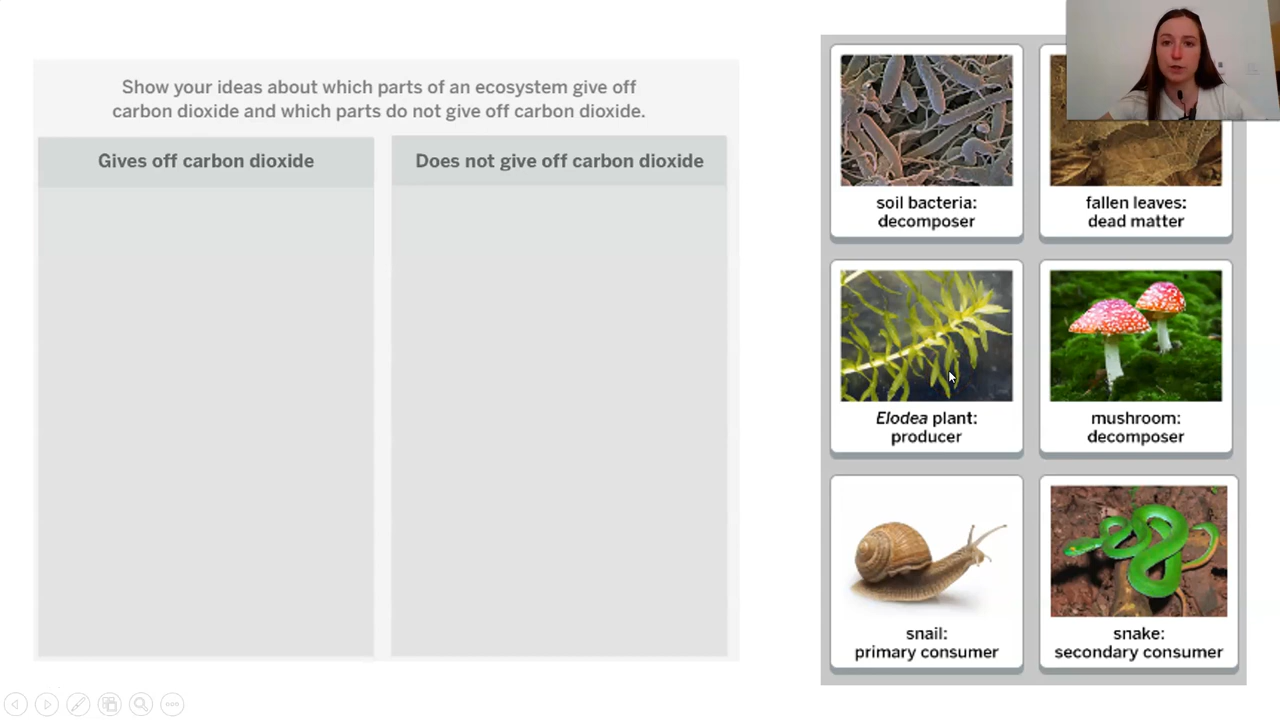 Show your ideas about which parts of an ecosystem give off
carbon dioxide and which parts do not give off carbon dioxide.
Gives off carbon dioxide
Does not give off carbon dioxide
soil bacteria:
decomposer
fallen leaves:
dead matter
Elodea plant:
producer
mushroom:
decomposer
snail:
primary consumer
snake:
secondary consumer